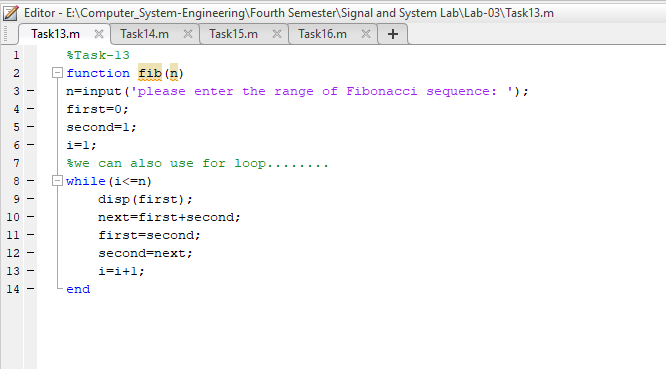 Editor - E:\Computer_System-Engineering\Fourth Semester\Signal and System Lab\Lab-03\Task13.m
Task13.m Task14.m Task15.m Task16.m
1 %Task-13
2 function fib(n)
3 – n=input('please enter the range of Fibonacci sequence: ');
4 – first=0;
5 – second=1;
6 – i=1;
7 %we can also use for loop........
8 – while(i<=n)
9 – disp(first);
10 – next=first+second;
11 – first=second;
12 – second=next;
13 – i=i+1;
14 – end